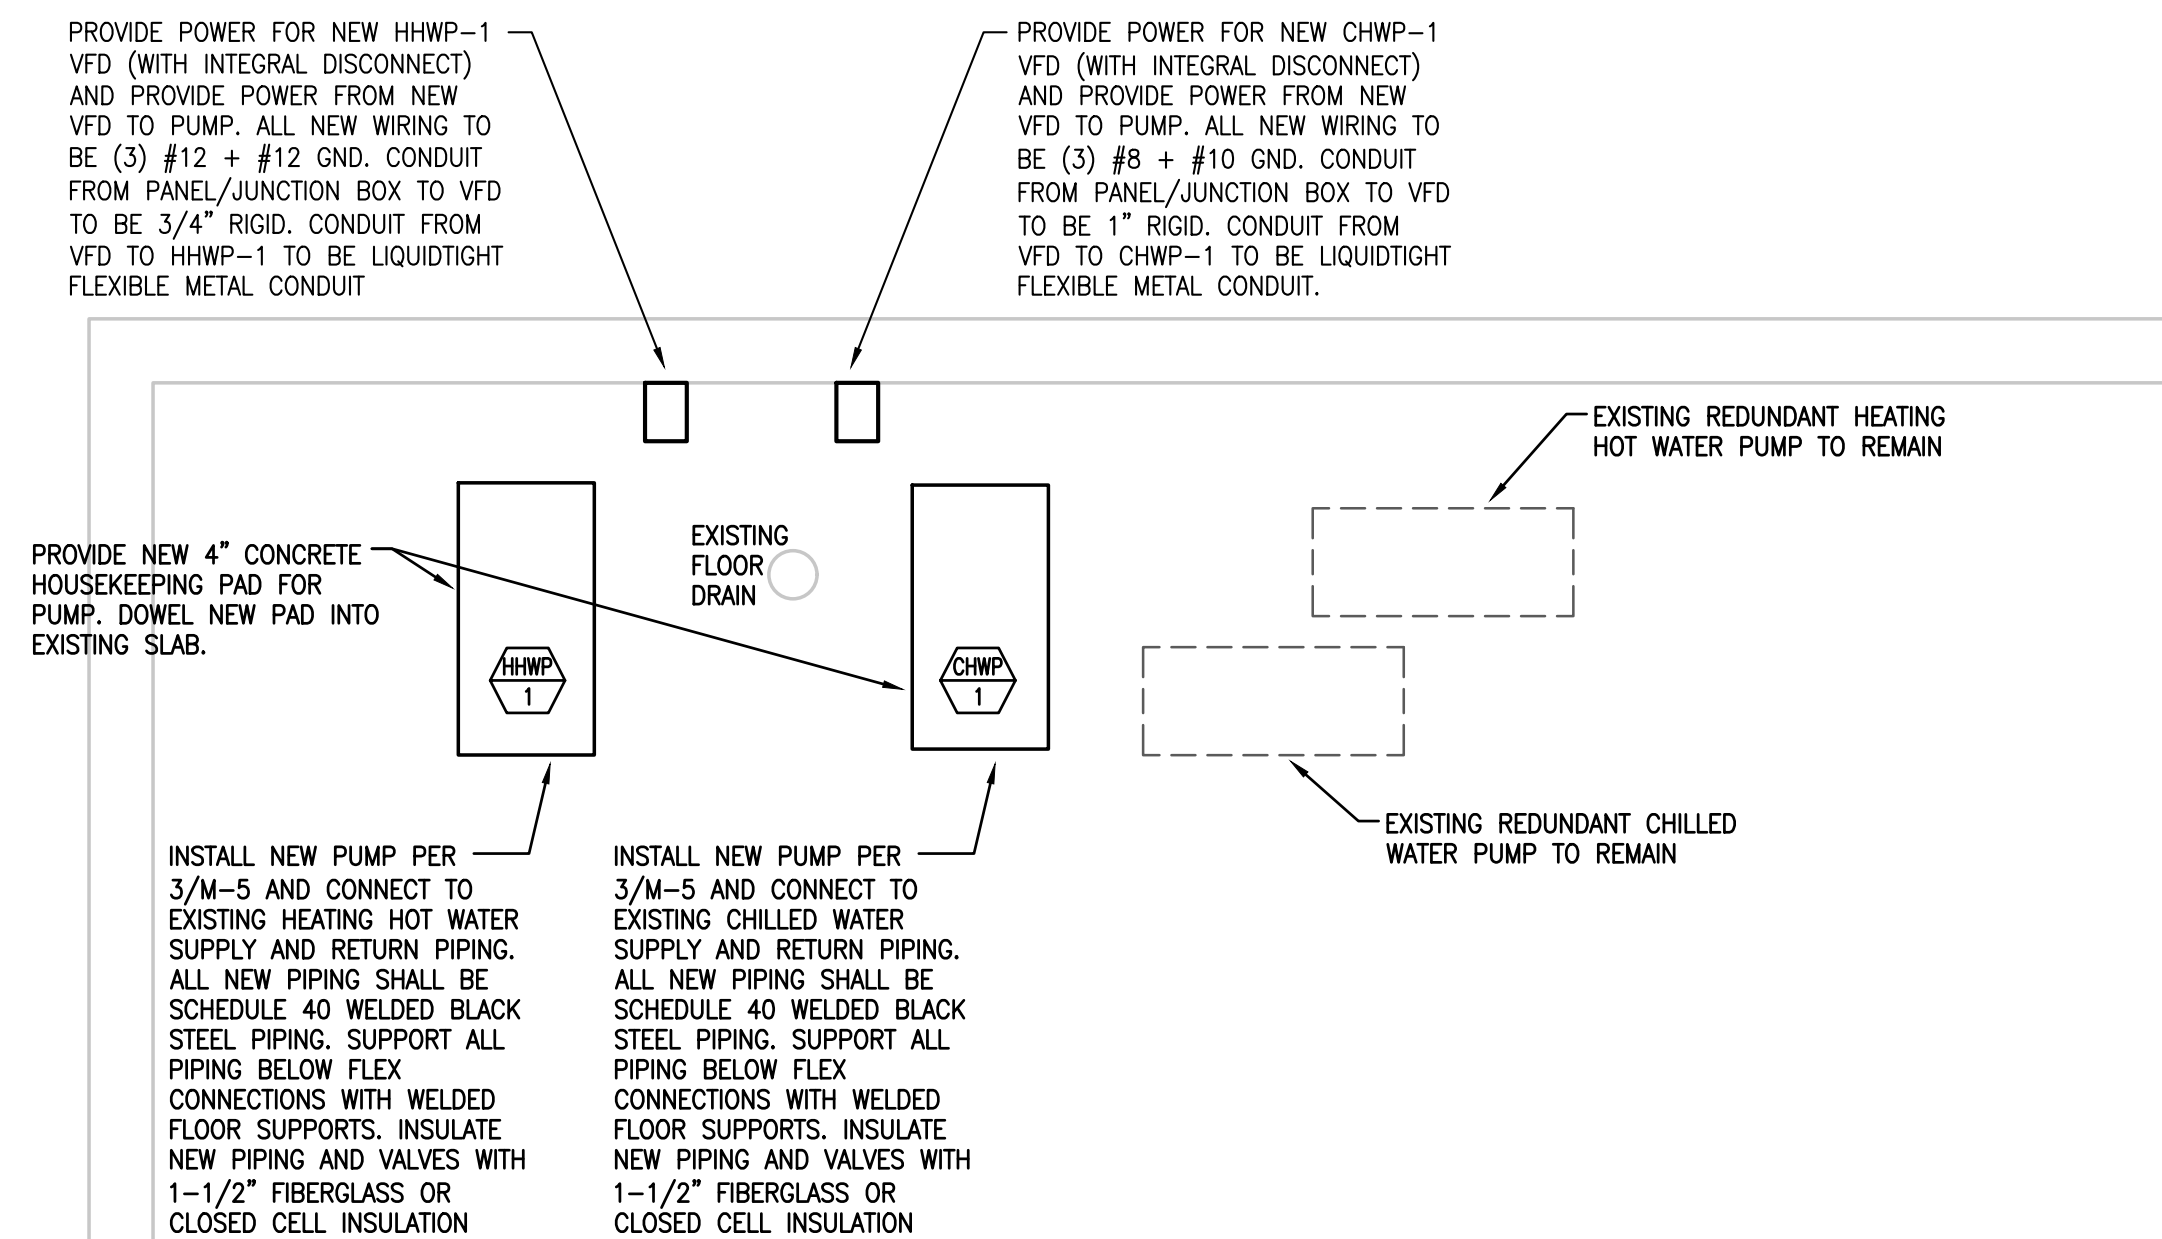 PROVIDE POWER FOR NEW HHWP-1
VFD (WITH INTEGRAL DISCONNECT)
AND PROVIDE POWER FROM NEW
VFD TO PUMP. ALL NEW WIRING TO
BE (3) #12 + #12 GND. CONDUIT
FROM PANEL/JUNCTION BOX TO VFD
TO BE 3/4" RIGID. CONDUIT FROM
VFD TO HHWP-1 TO BE LIQUIDTIGHT
FLEXIBLE METAL CONDUIT
PROVIDE POWER FOR NEW CHWP-1
VFD (WITH INTEGRAL DISCONNECT)
AND PROVIDE POWER FROM NEW
VFD TO PUMP. ALL NEW WIRING TO
BE (3) #8 + #10 GND. CONDUIT
FROM PANEL/JUNCTION BOX TO VFD
TO BE 1" RIGID. CONDUIT FROM
VFD TO CHWP-1 TO BE LIQUIDTIGHT
FLEXIBLE METAL CONDUIT.
EXISTING REDUNDANT HEATING
HOT WATER PUMP TO REMAIN
PROVIDE NEW 4" CONCRETE
HOUSEKEEPING PAD FOR
PUMP. DOWEL NEW PAD INTO
EXISTING SLAB.
EXISTING
FLOOR
DRAIN
HHWP
1
CHWP
1
EXISTING REDUNDANT CHILLED
WATER PUMP TO REMAIN
INSTALL NEW PUMP PER
3/M-5 AND CONNECT TO
EXISTING HEATING HOT WATER
SUPPLY AND RETURN PIPING.
ALL NEW PIPING SHALL BE
SCHEDULE 40 WELDED BLACK
STEEL PIPING. SUPPORT ALL
PIPING BELOW FLEX
CONNECTIONS WITH WELDED
FLOOR SUPPORTS. INSULATE
NEW PIPING AND VALVES WITH
1-1/2" FIBERGLASS OR
CLOSED CELL INSULATION
INSTALL NEW PUMP PER
3/M-5 AND CONNECT TO
EXISTING CHILLED WATER
SUPPLY AND RETURN PIPING.
ALL NEW PIPING SHALL BE
SCHEDULE 40 WELDED BLACK
STEEL PIPING. SUPPORT ALL
PIPING BELOW FLEX
CONNECTIONS WITH WELDED
FLOOR SUPPORTS. INSULATE
NEW PIPING AND VALVES WITH
1-1/2" FIBERGLASS OR
CLOSED CELL INSULATION